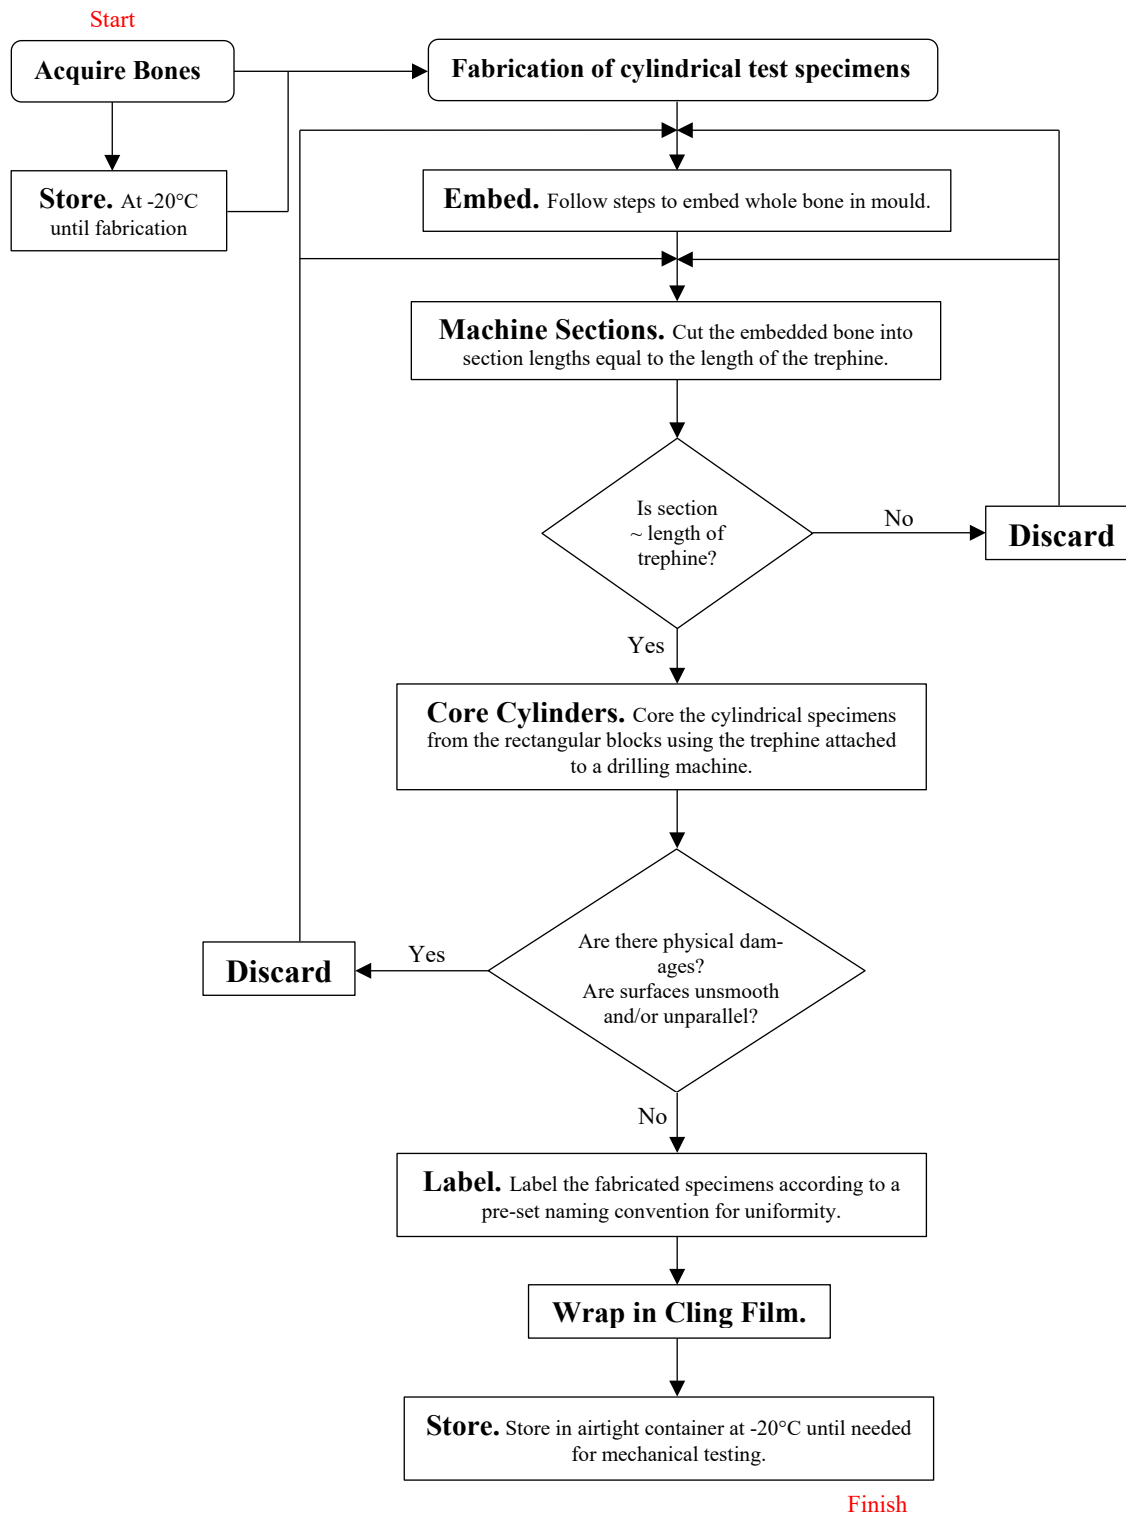 Start
Acquire Bones
Fabrication of cylindrical test specimens
Store. At -20°C
until fabrication
Embed. Follow steps to embed whole bone in mould.
Machine Sections. Cut the embedded bone into
section lengths equal to the length of the trephine.
Is section
~ length of
trephine?
No
Discard
Yes
Core Cylinders. Core the cylindrical specimens
from the rectangular blocks using the trephine attached
to a drilling machine.
Are there physical dam-
ages?
Are surfaces unsmooth
and/or unparallel?
Yes
Discard
No
Label. Label the fabricated specimens according to a
pre-set naming convention for uniformity.
Wrap in Cling Film.
Store. Store in airtight container at -20°C until needed
for mechanical testing.
Finish